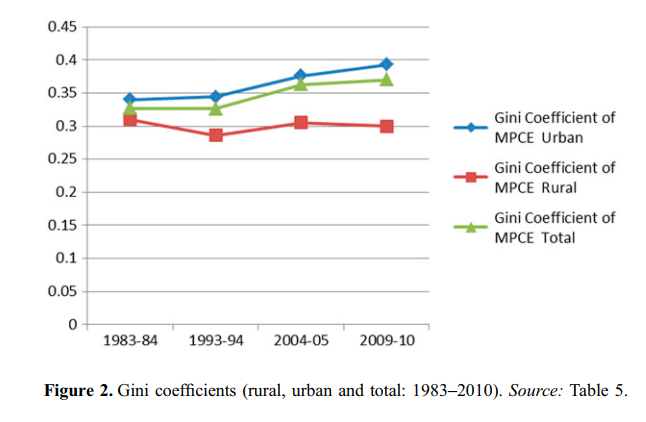 0.45
0.4
0.35
0.3
0.25
0.2
0.15
0.1
0.05
0
1983-84 1993-94 2004-05 2009-10
Gini Coefficient of
MPCE Urban
Gini Coefficient of
MPCE Rural
Gini Coefficient of
MPCE Total
Figure 2. Gini coefficients (rural, urban and total: 1983–2010). Source: Table 5.